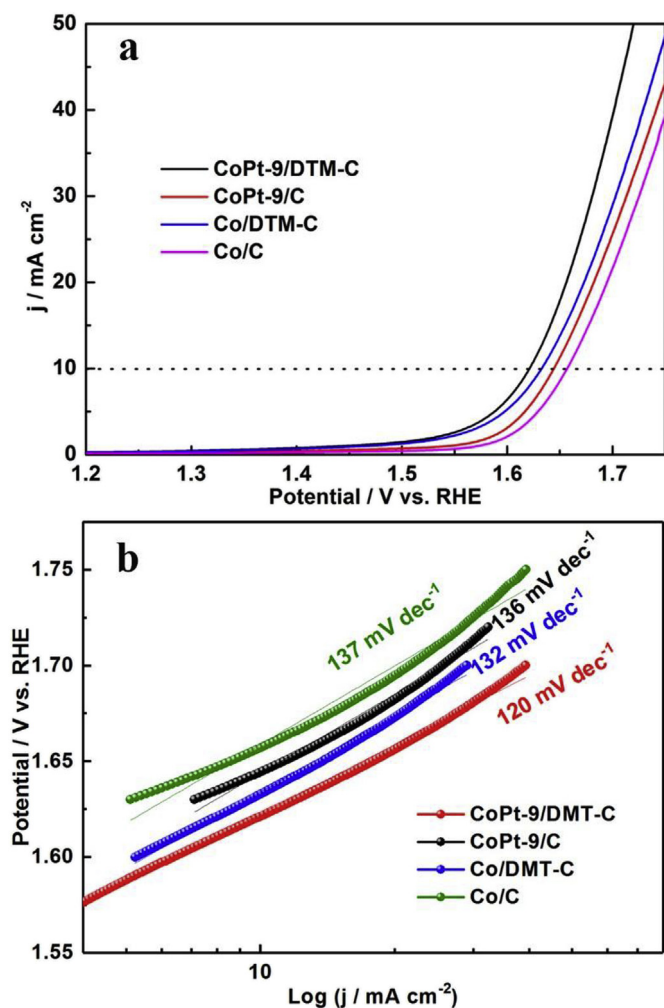 a
50
40
30
20
10
0
j / mA cm⁻²
CoPt-9/DTM-C
CoPt-9/C
Co/DTM-C
Co/C
1.2 1.3 1.4 1.5 1.6 1.7
Potential / V vs. RHE
b
1.75
1.70
1.65
1.60
1.55
Potential / V vs. RHE
137 mV dec⁻¹
136 mV dec⁻¹
132 mV dec⁻¹
120 mV dec⁻¹
CoPt-9/DMT-C
CoPt-9/C
Co/DMT-C
Co/C
10
Log (j / mA cm⁻²)